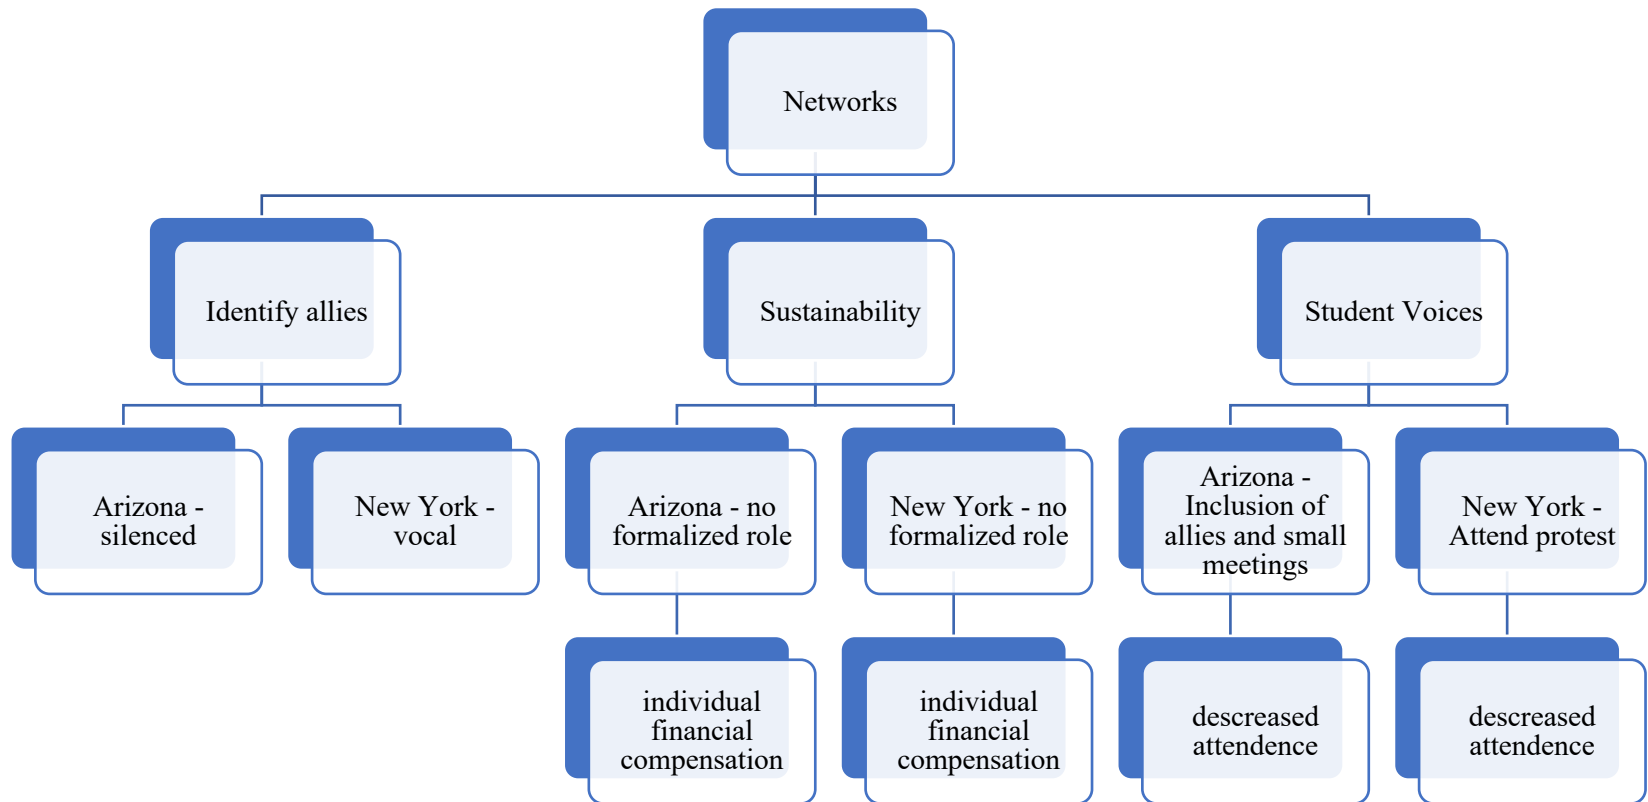 Networks
Identify allies
Sustainability
Student Voices
Arizona -
silenced
New York -
vocal
Arizona - no
formalized role
New York - no
formalized role
Arizona -
Inclusion of
allies and small
meetings
New York -
Attend protest
individual
financial
compensation
individual
financial
compensation
descreased
attendence
descreased
attendence